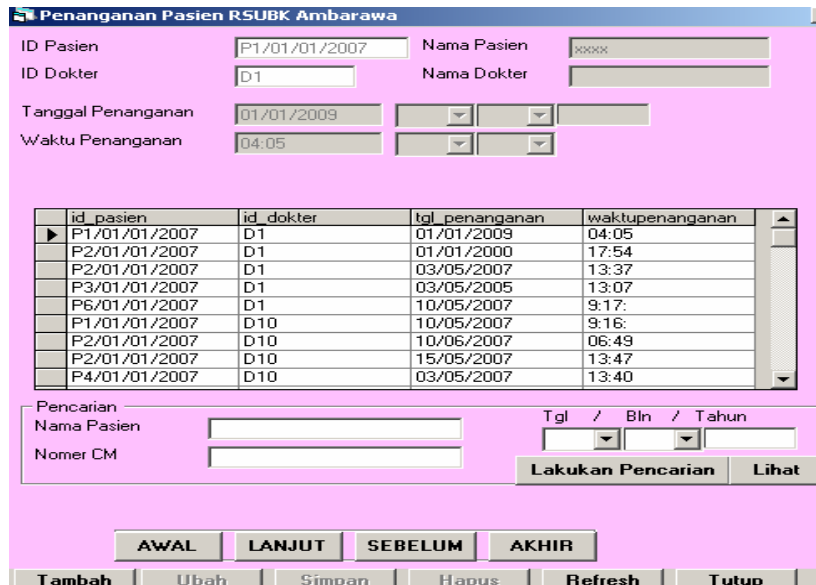 Penanganan Pasien RSUBK Ambarawa
ID Pasien P1/01/01/2007 Nama Pasien xxxx
ID Dokter D1 Nama Dokter
Tanggal Penanganan 01/01/2009
Waktu Penanganan 04:05
id_pasien id_dokter tgl_penanganan waktupenanganan
P1/01/01/2007 D1 01/01/2009 04:05
P2/01/01/2007 D1 01/01/2000 17:54
P2/01/01/2007 D1 03/05/2007 13:37
P3/01/01/2007 D1 03/05/2005 13:07
P6/01/01/2007 D1 10/05/2007 9:17:
P1/01/01/2007 D10 10/05/2007 9:16:
P2/01/01/2007 D10 10/06/2007 06:49
P2/01/01/2007 D10 15/05/2007 13:47
P4/01/01/2007 D10 03/05/2007 13:40
Pencarian
Tgl / Bln / Tahun
Nama Pasien
Nomer CM
Lakukan Pencarian Lihat
AWAL LANJUT SEBELUM AKHIR
Tambah Ubah Simpan Hapus Refresh Tutup